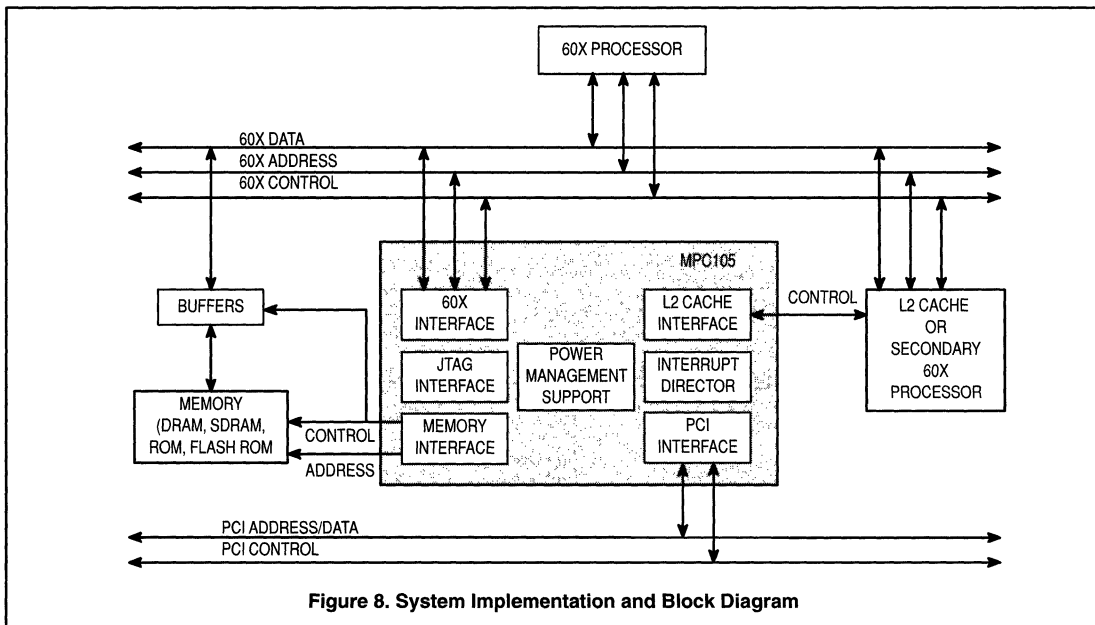 60X PROCESSOR
60X DATA
60X ADDRESS
60X CONTROL
MPC105
BUFFERS
60X
INTERFACE
L2 CACHE
INTERFACE
CONTROL
L2 CACHE
OR
SECONDARY
60X
PROCESSOR
JTAG
INTERFACE
POWER
MANAGEMENT
SUPPORT
INTERRUPT
DIRECTOR
MEMORY
(DRAM, SDRAM,
ROM, FLASH ROM
CONTROL
ADDRESS
MEMORY
INTERFACE
PCI
INTERFACE
PCI ADDRESS/DATA
PCI CONTROL
Figure 8. System Implementation and Block Diagram